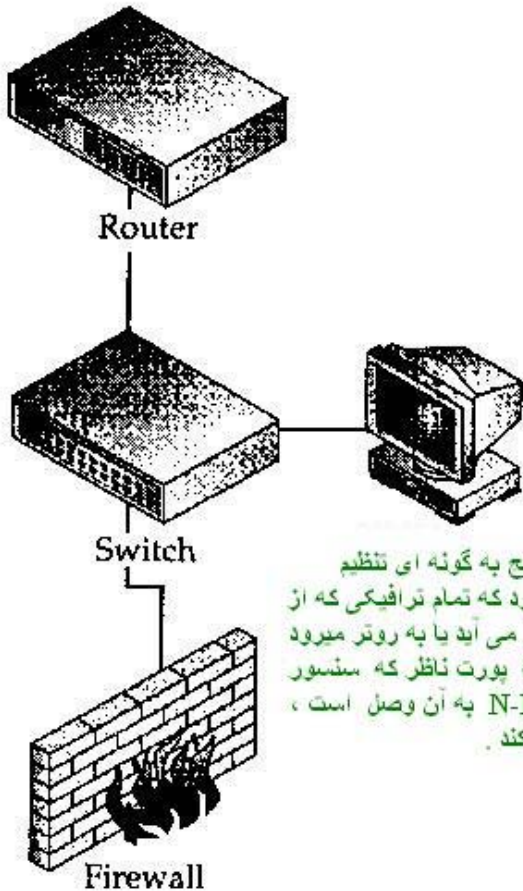 Router
Switch
به گونه ای تنظیم
که تمام ترافیکی که از
می آید یا به روتر میرود
پورت ناظر که سنسور
به آن وصل است ،
Firewall